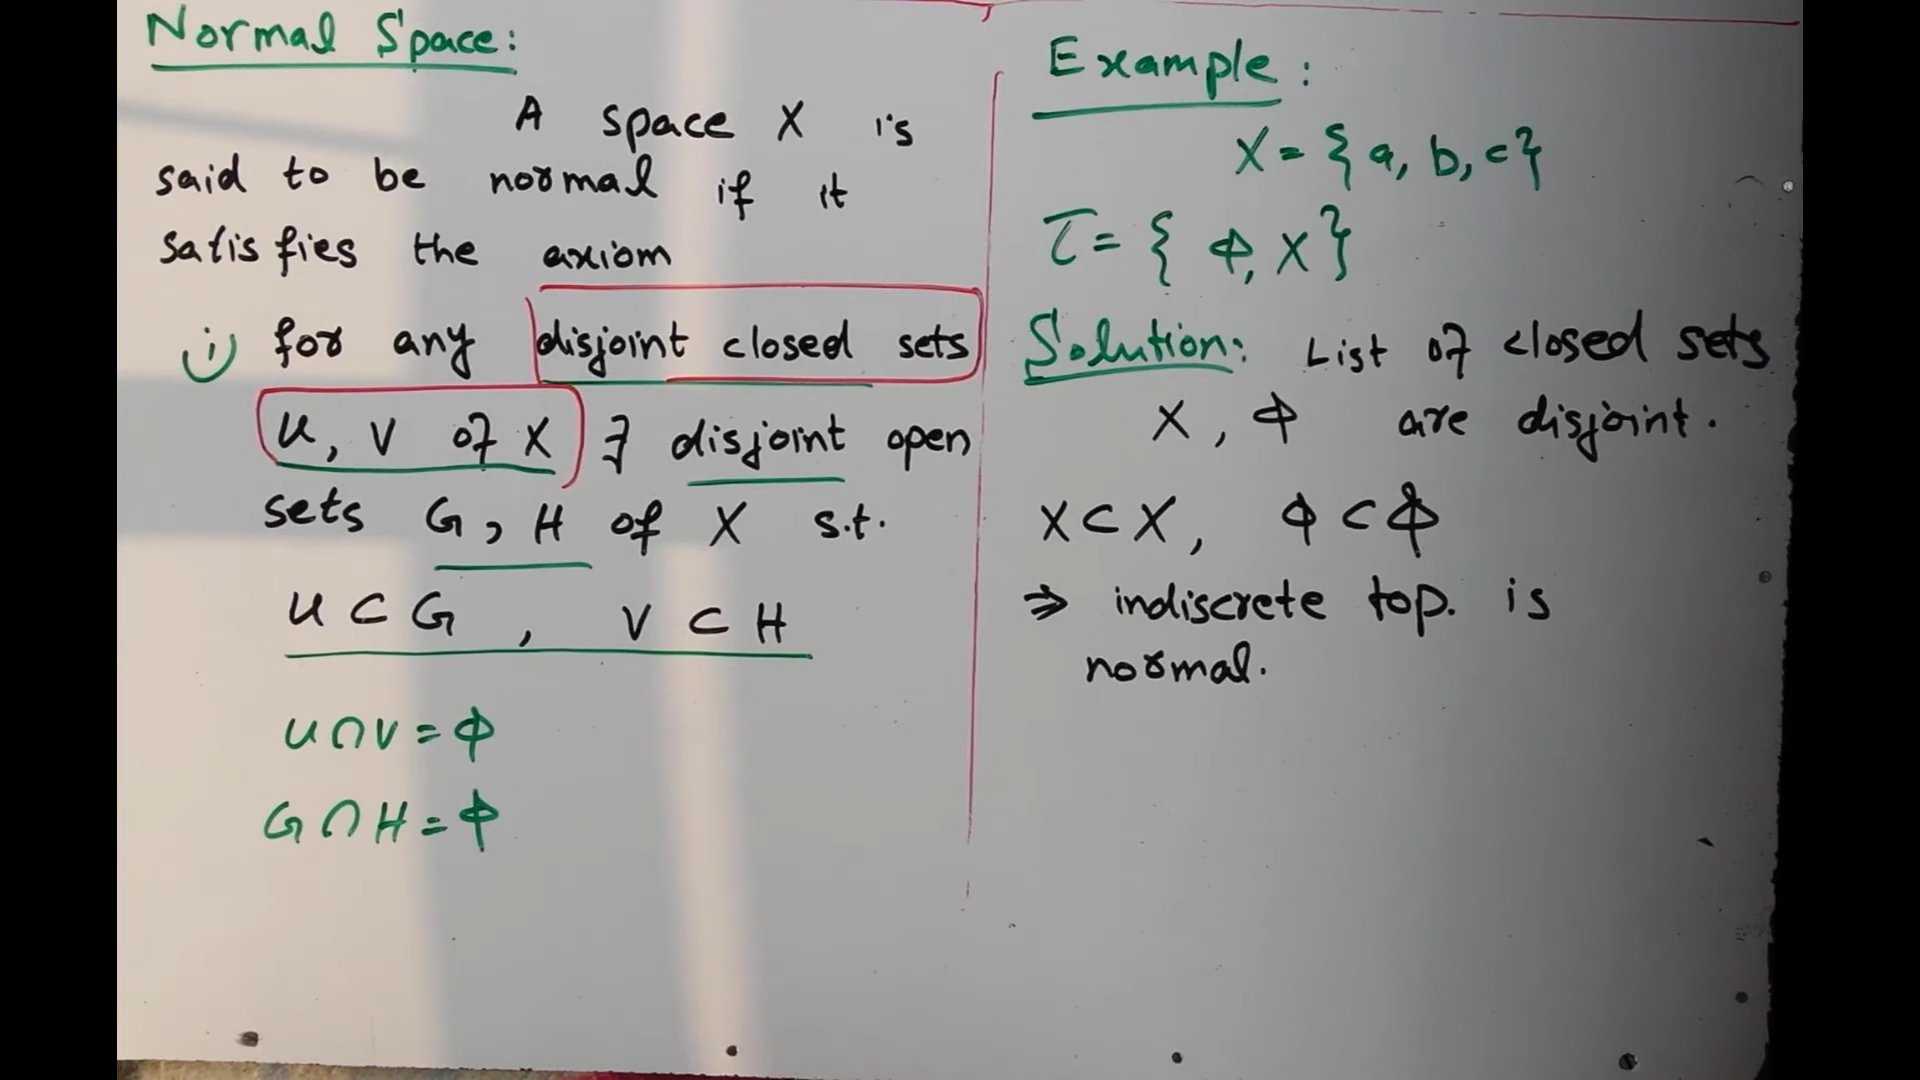 Normal Space:
A space X is
said to be normal if it
satisfies the axiom
i) for any disjoint closed sets
U, V of X ∃ disjoint open
sets G, H of X s.t.
U ⊂ G , V ⊂ H
U ∩ V = ϕ
G ∩ H = ϕ
Example:
X = {a, b, c}
τ = { ϕ, X}
Solution: List of closed sets
X , ϕ are disjoint.
X ⊂ X, ϕ ⊂ ϕ
⇒ indiscrete top. is
normal.